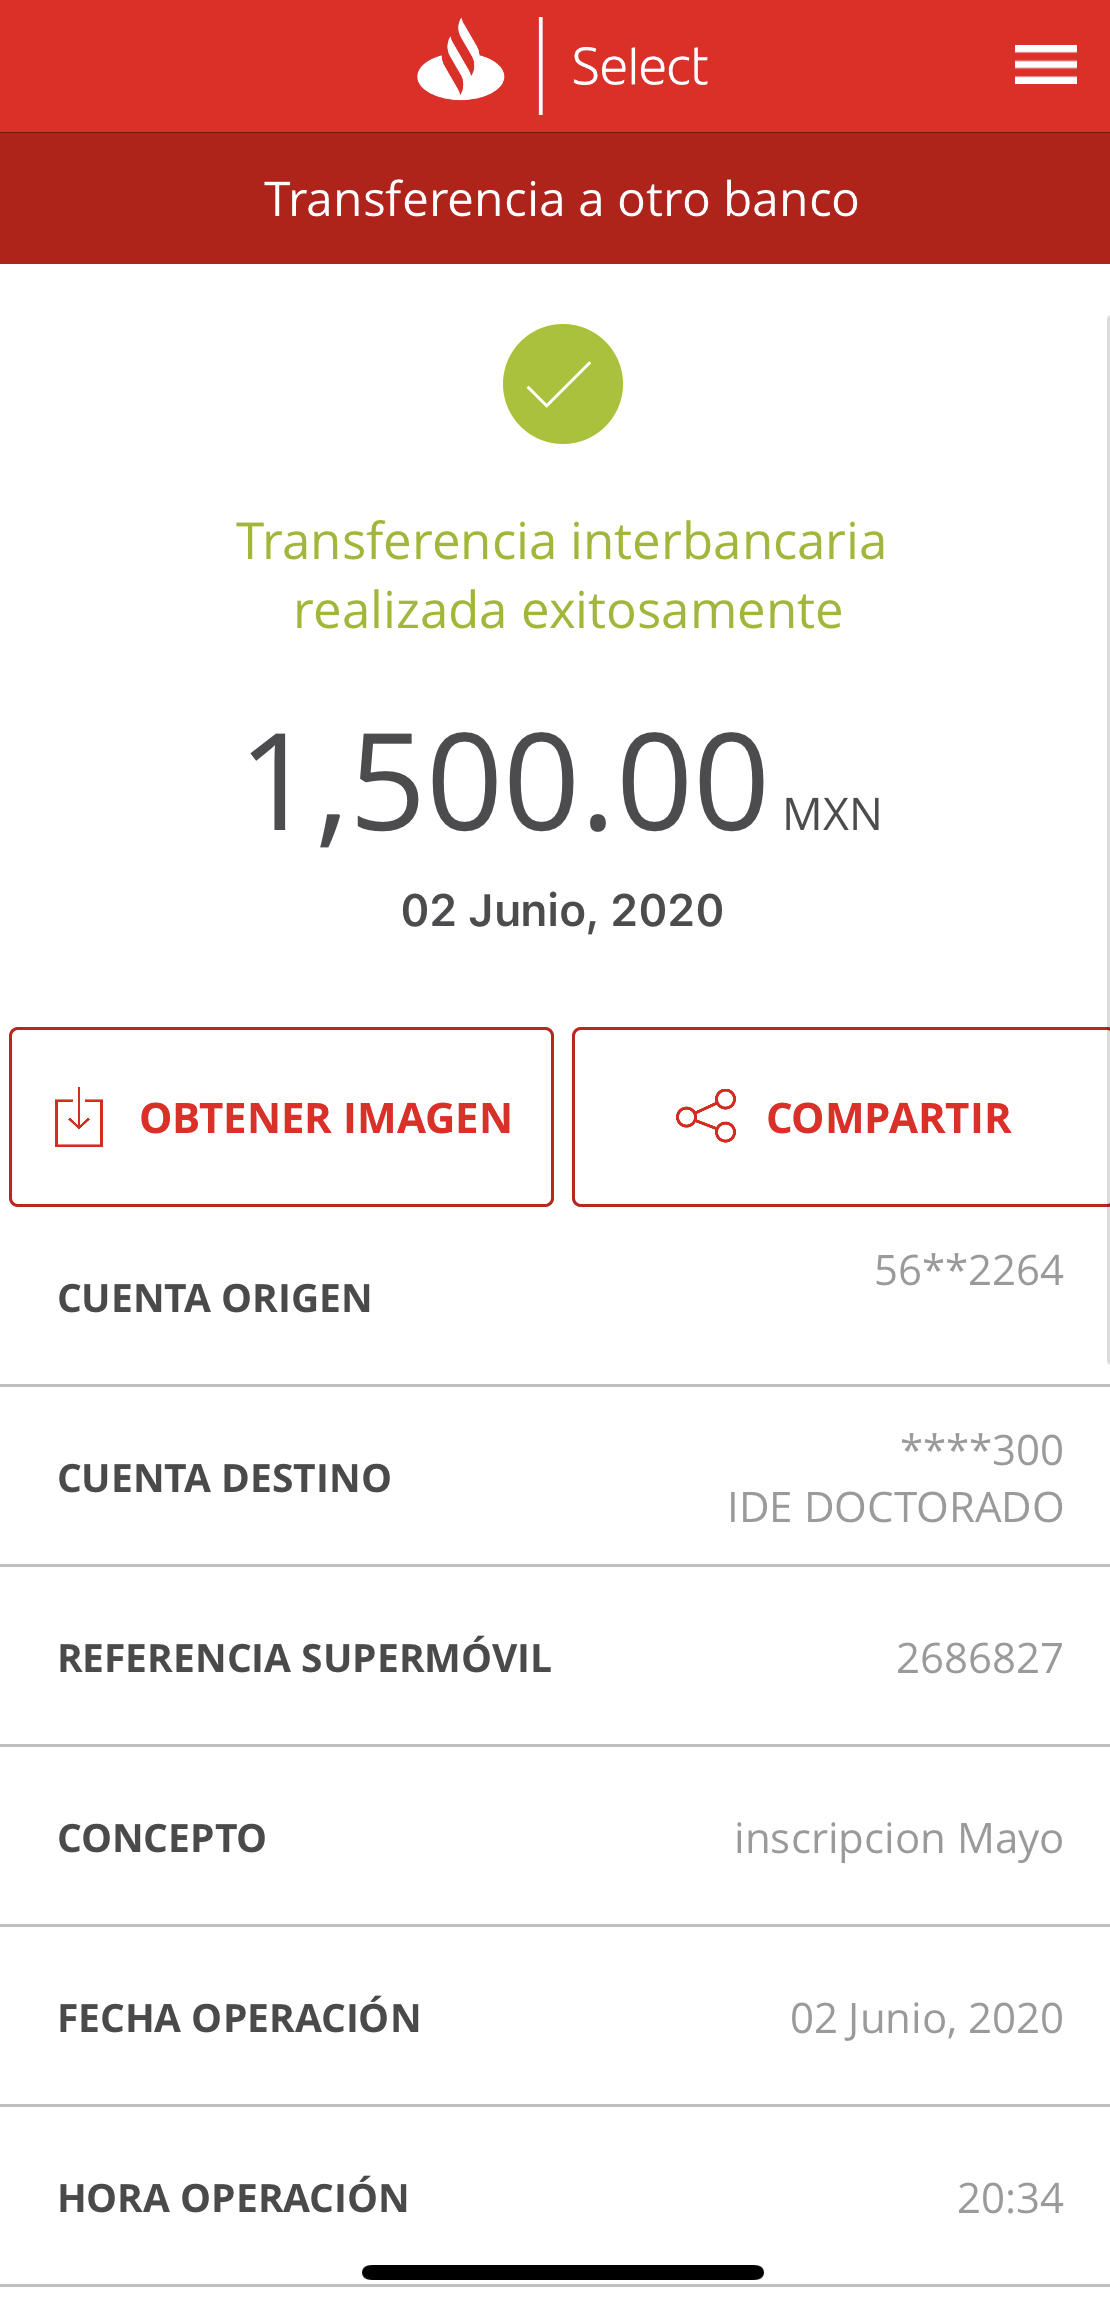 Select
Transferencia a otro banco
Transferencia interbancaria
realizada exitosamente
1,500.00 MXN
02 Junio, 2020
OBTENER IMAGEN
COMPARTIR
CUENTA ORIGEN
56**2264
CUENTA DESTINO
****300
IDE DOCTORADO
REFERENCIA SUPERMÓVIL
2686827
CONCEPTO
inscripcion Mayo
FECHA OPERACIÓN
02 Junio, 2020
HORA OPERACIÓN
20:34